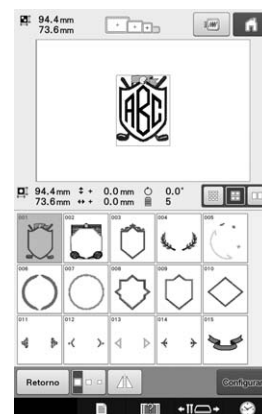 94.4mm
73.6mm
ABC
94.4mm + 0.0mm 0.0°
73.6mm + 0.0mm 5
001 002 003 004 005
006 007 008 009 010
011 012 013 014 015
Retorno Configurar